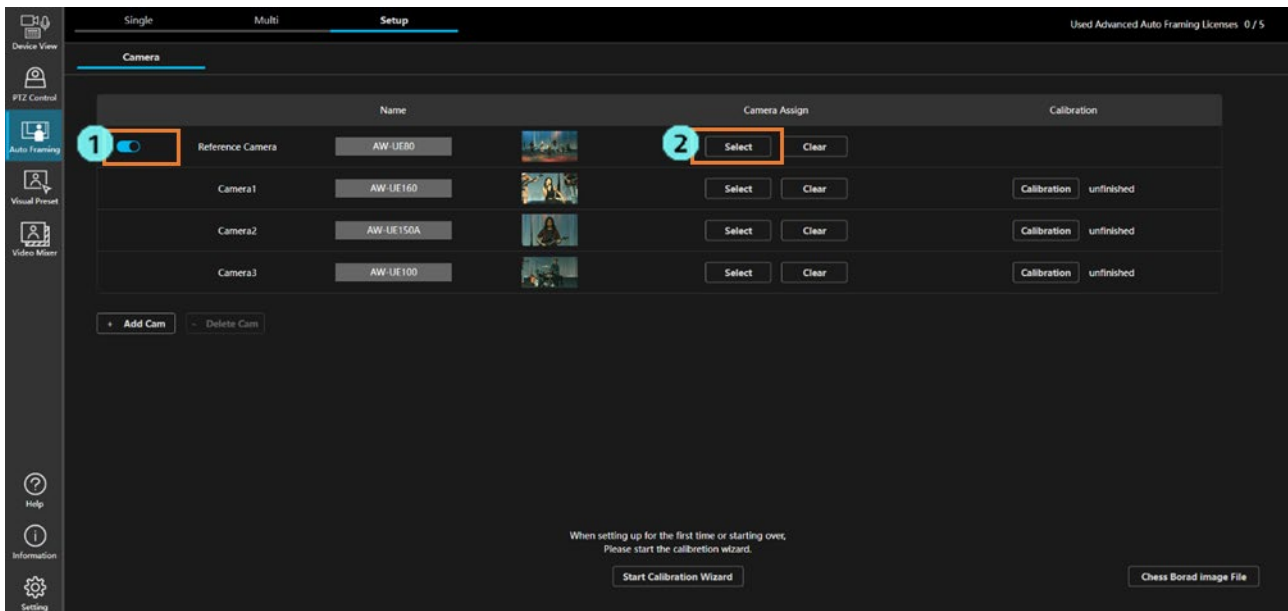 Single Multi Setup Used Advanced Auto Framing Licenses 0 / 5
Device View
Camera
PTZ Control
Name Camera Assign Calibration
Auto Framing
1 Reference Camera AW-UE80 2 Select Clear
Visual Preset
Camera1 AW-UE160 Select Clear Calibration unfinished
Video Mixer
Camera2 AW-UE150A Select Clear Calibration unfinished
Camera3 AW-UE100 Select Clear Calibration unfinished
+ Add Cam - Delete Cam
Help
When setting up for the first time or starting over,
Please start the calibretion wizard.
Information
Start Calibration Wizard Chess Borad image File
Setting